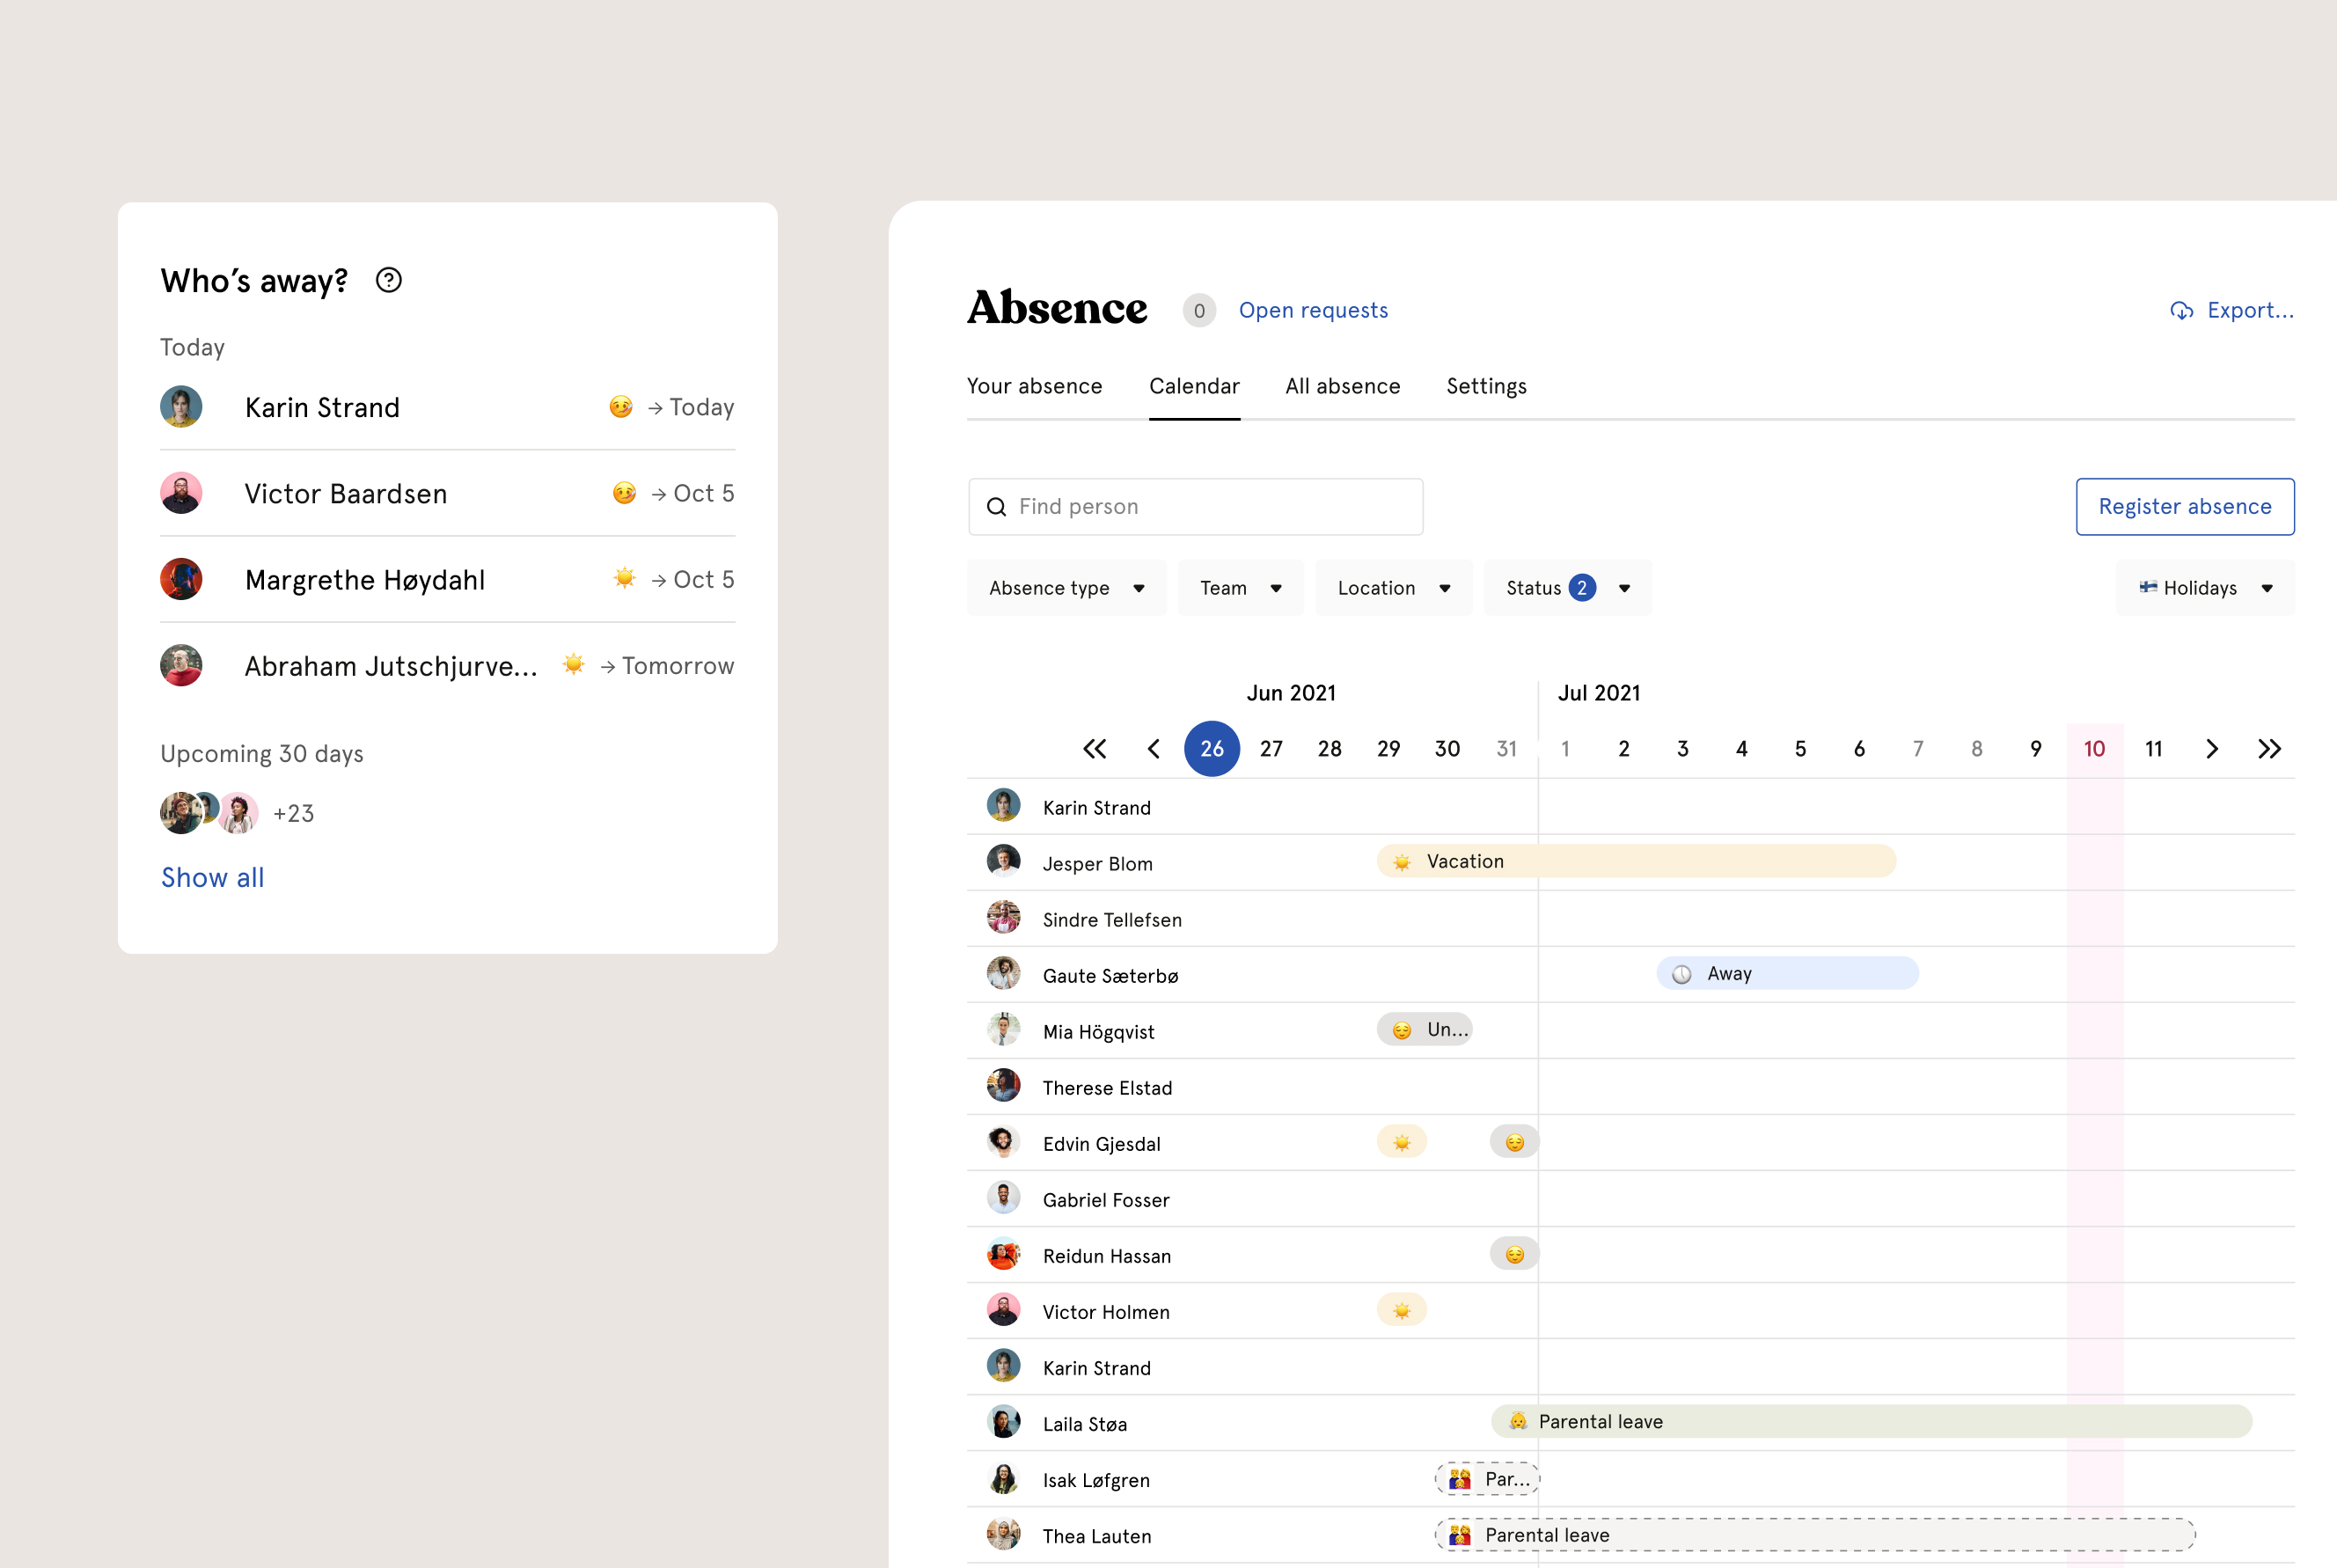 Who's away?
Today
Karin Strand → Today
Victor Baardsen → Oct 5
Margrethe Høydahl → Oct 5
Abraham Jutschjurve... → Tomorrow
Upcoming 30 days
+23
Show all
Absence 0 Open requests Export...
Your absence Calendar All absence Settings
Find person Register absence
Absence type Team Location Status 2 Holidays
Jun 2021 Jul 2021
26 27 28 29 30 31 1 2 3 4 5 6 7 8 9 10 11
Karin Strand
Jesper Blom Vacation
Sindre Tellefsen
Gaute Sæterbø Away
Mia Högqvist Un...
Therese Elstad
Edvin Gjesdal
Gabriel Fosser
Reidun Hassan
Victor Holmen
Karin Strand
Laila Støa Parental leave
Isak Løfgren Par...
Thea Lauten Parental leave